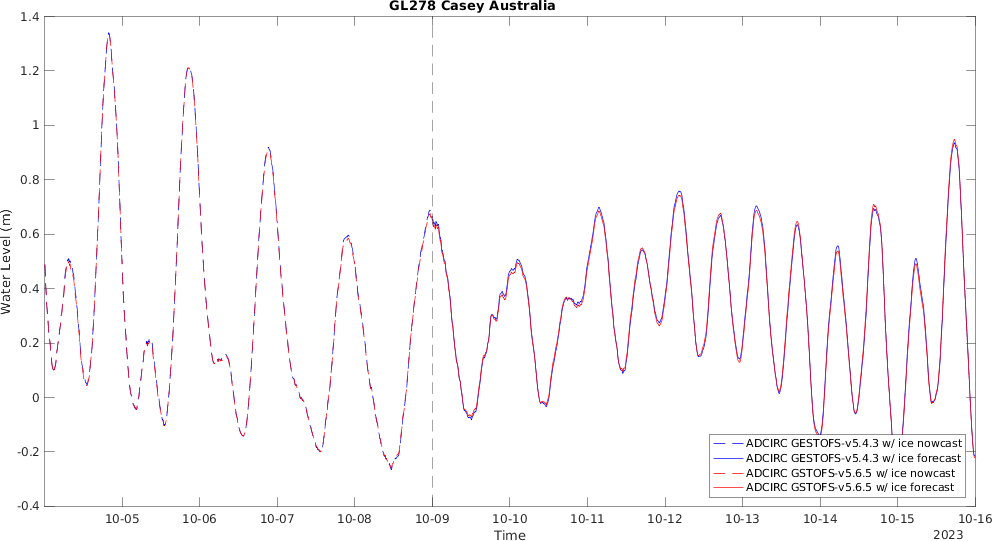 GL278 Casey Australia
Water Level (m)
1.4
1.2
1
0.8
0.6
0.4
0.2
0
-0.2
-0.4
ADCIRC GESTOFS-v5.4.3 w/ ice nowcast
ADCIRC GESTOFS-v5.4.3 w/ ice forecast
ADCIRC GSTOFS-v5.6.5 w/ ice nowcast
ADCIRC GSTOFS-v5.6.5 w/ ice forecast
10-05 10-06 10-07 10-08 10-09 10-10 10-11 10-12 10-13 10-14 10-15 10-16
Time
2023